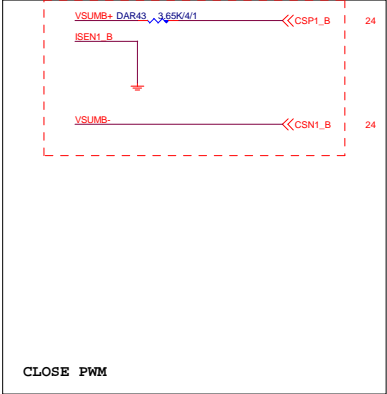 VSUMB+ DAR43 3.65K/4/1 CSP1_B 24
ISEN1_B
VSUMB- CSN1_B 24
CLOSE PWM